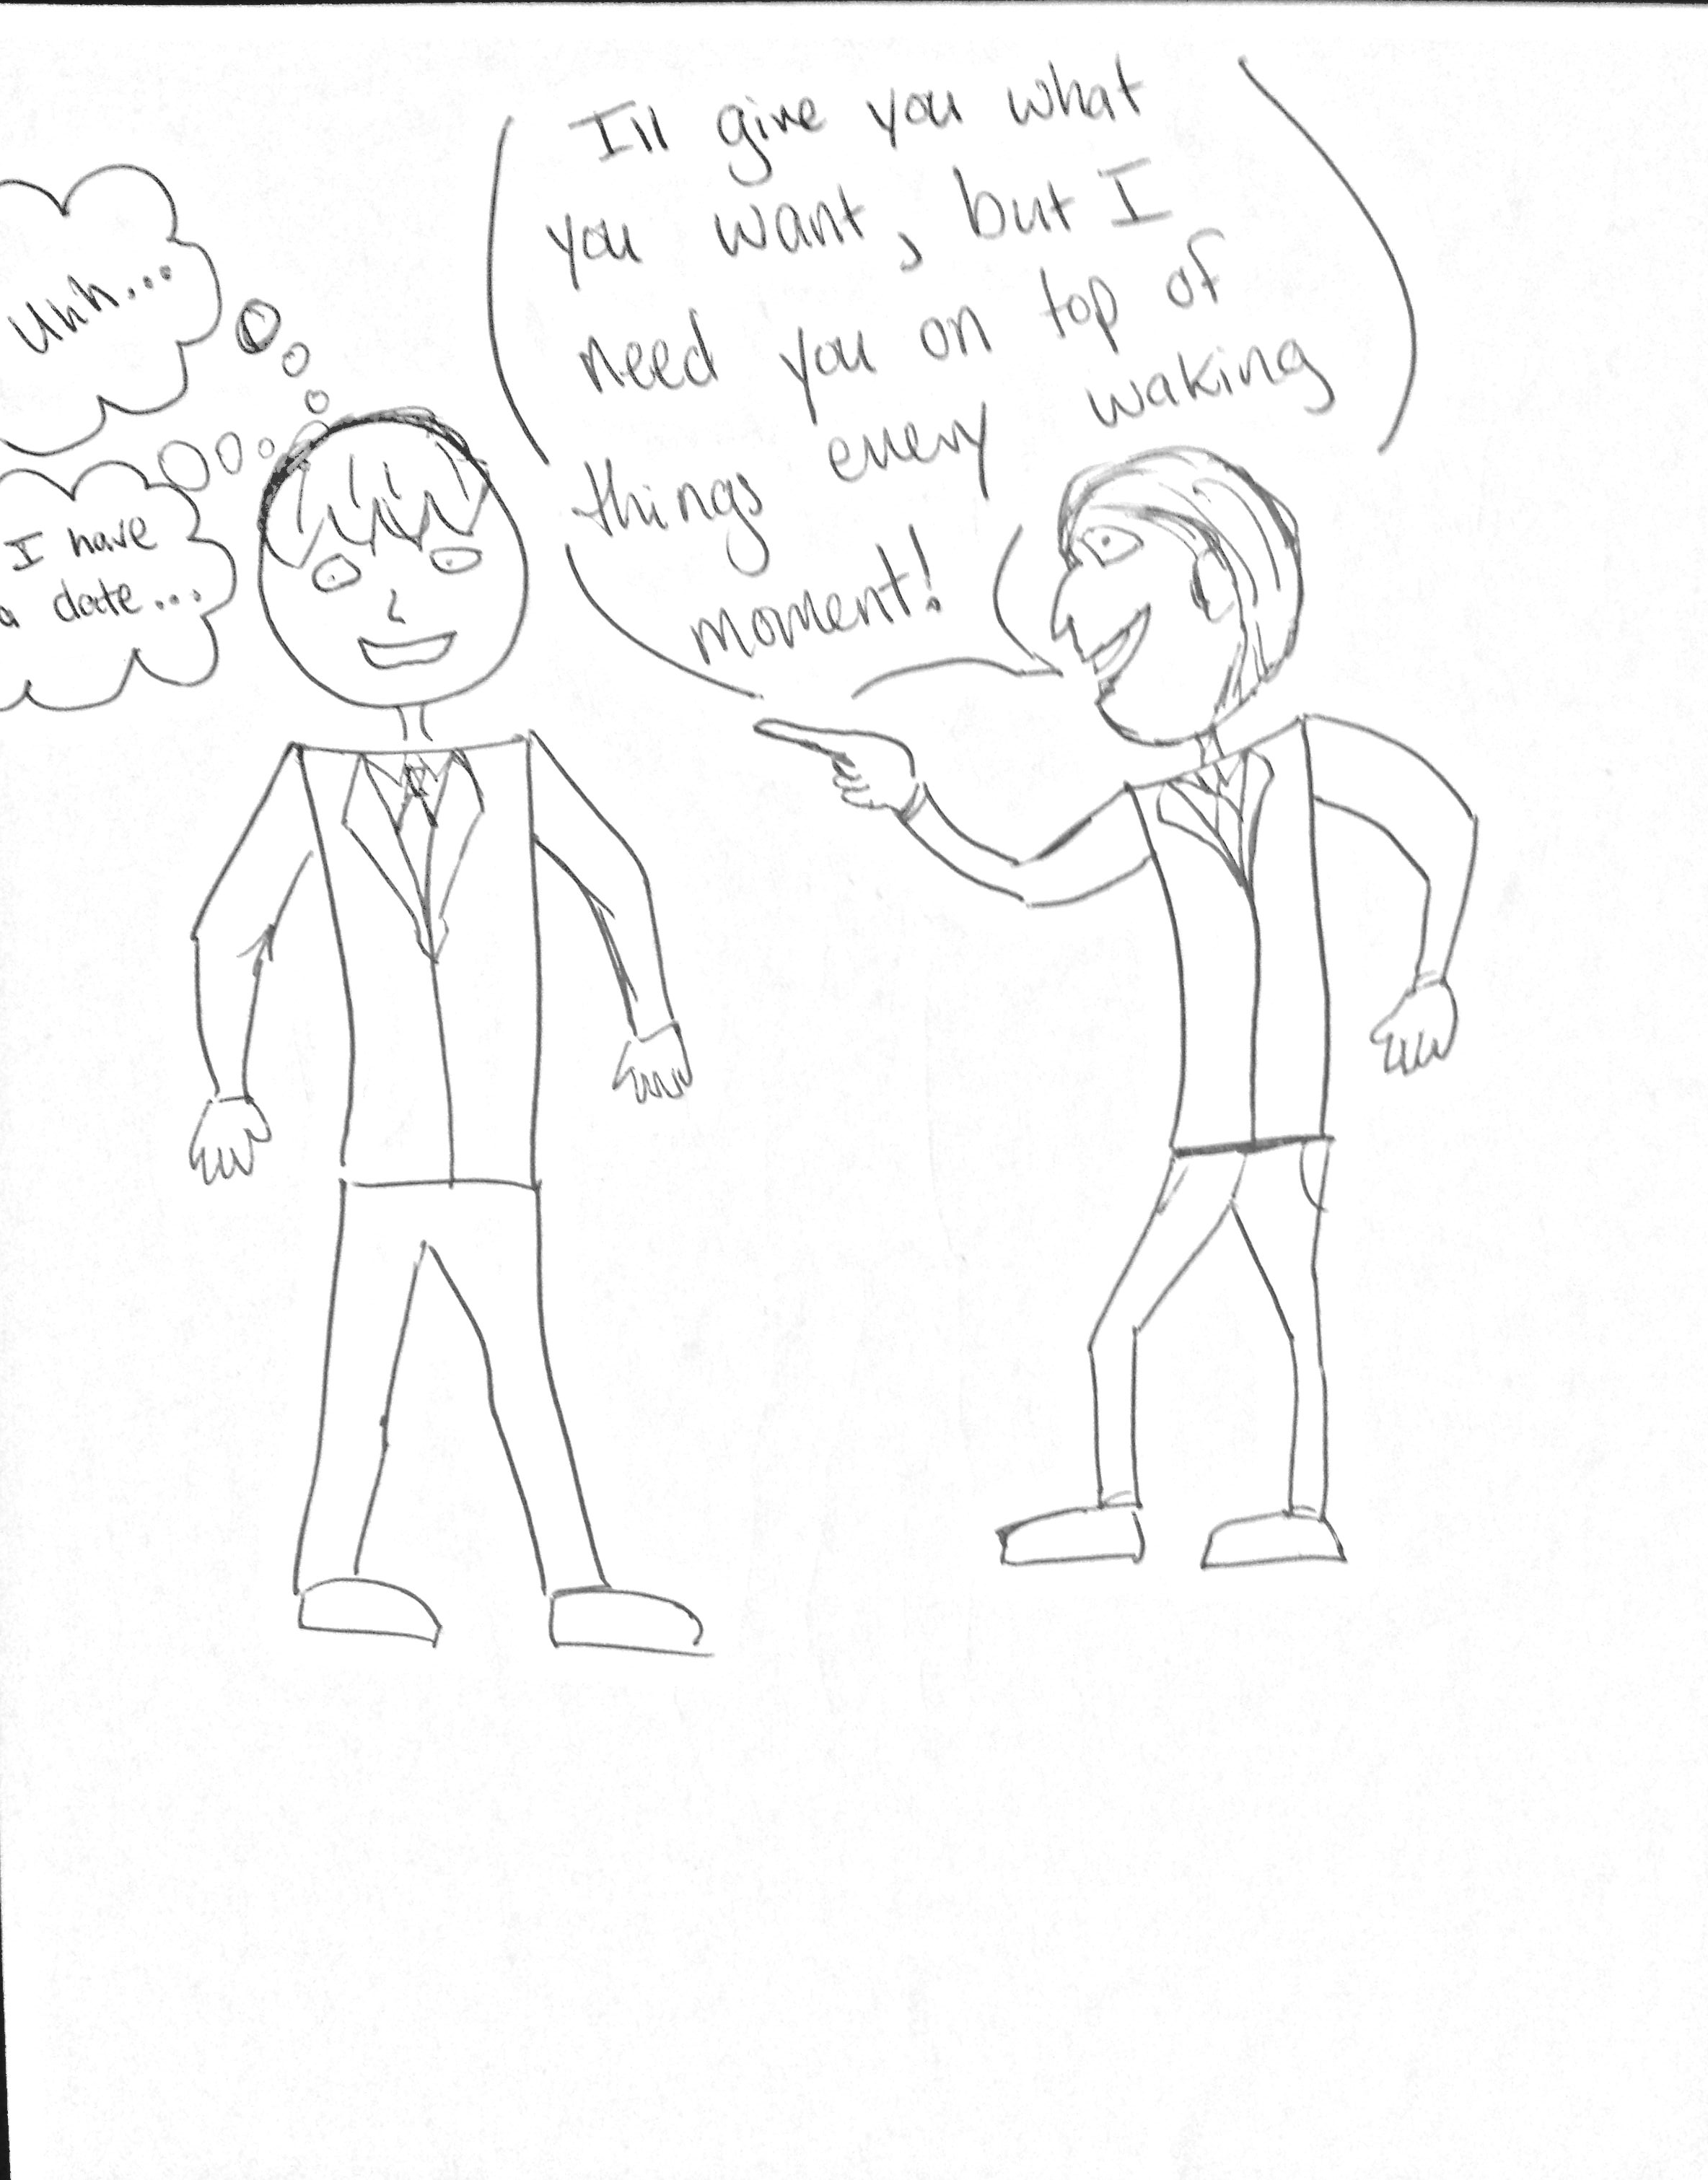 Uhh...
I have
a date...
I'll give you what
you want, but I
need you on top of
things every waking
moment!